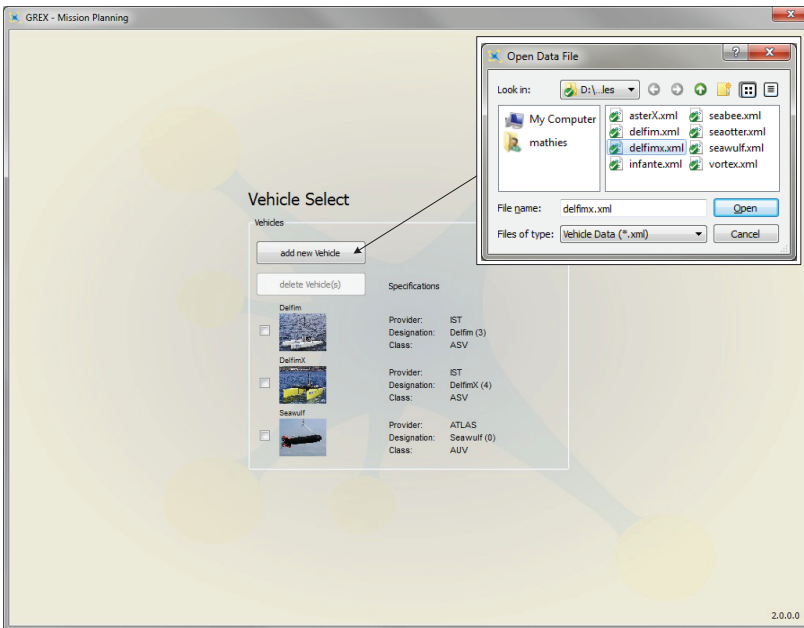 GREX - Mission Planning
Open Data File
Look in: D:\...les
My Computer
mathies
asterX.xml seabee.xml
delfim.xml seaotter.xml
delfimx.xml seawulf.xml
infante.xml vortex.xml
File name: delfimx.xml Open
Files of type: Vehicle Data (*.xml) Cancel
Vehicle Select
Vehicles
add new Vehicle
delete Vehicle(s) Specifications
Delfim
Provider: IST
Designation: Delfim (3)
Class: ASV
DelfimX
Provider: IST
Designation: DelfimX (4)
Class: ASV
Seawulf
Provider: ATLAS
Designation: Seawulf (0)
Class: AUV
2.0.0.0